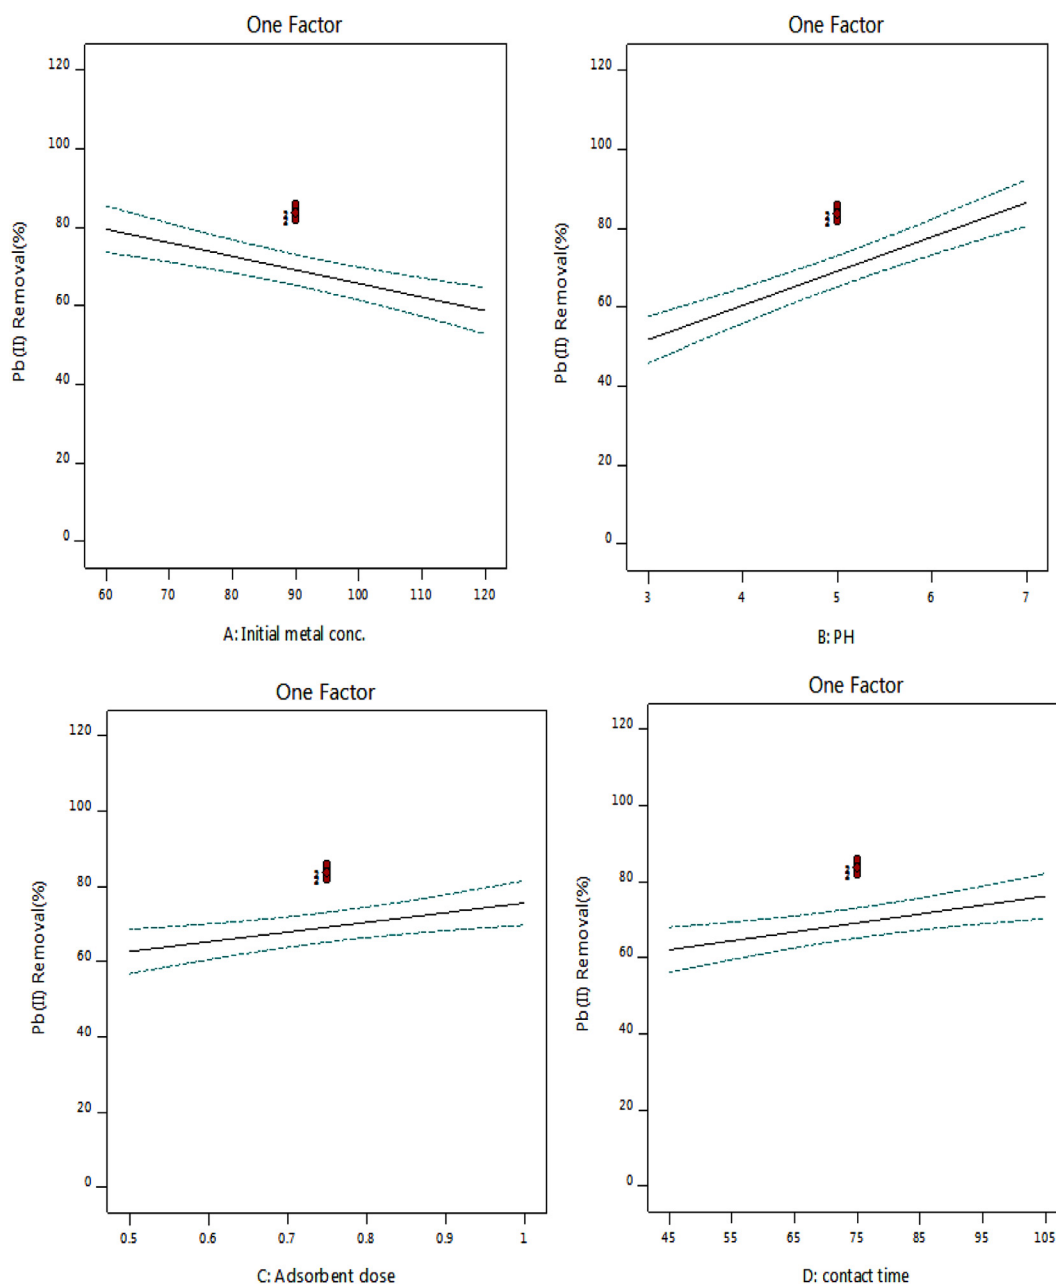 One Factor
120
100
80
60
40
20
0
Pb(II) Removal(%)
60 70 80 90 100 110 120
A: Initial metal conc.
One Factor
120
100
80
60
40
20
0
Pb(II) Removal(%)
3 4 5 6 7
B: PH
One Factor
120
100
80
60
40
20
0
Pb(II) Removal(%)
0.5 0.6 0.7 0.8 0.9 1
C: Adsorbent dose
One Factor
120
100
80
60
40
20
0
Pb(II) Removal(%)
45 55 65 75 85 95 105
D: contact time